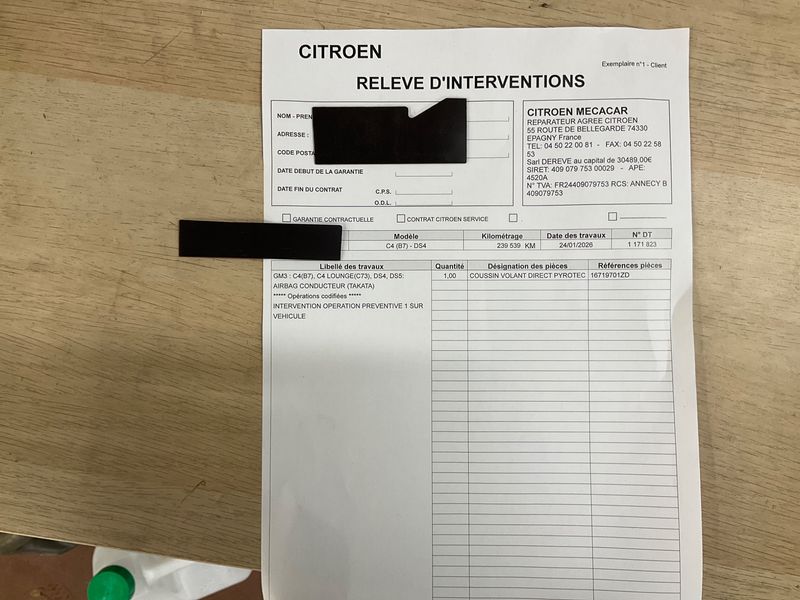 CITROEN
Exemplaire n°1 - Client
RELEVE D'INTERVENTIONS
NOM - PREN
ADRESSE :
CODE POSTA
DATE DEBUT DE LA GARANTIE
DATE FIN DU CONTRAT
C.P.S.
O.D.L.
CITROEN MECACAR
REPARATEUR AGREE CITROEN
55 ROUTE DE BELLEGARDE 74330
EPAGNY France
TEL: 04 50 22 00 81 - FAX: 04 50 22 58
53
Sarl DEREVE au capital de 30489,00€
SIRET: 409 079 753 00029 - APE:
4520A
N° TVA: FR24409079753 RCS: ANNECY B
409079753
GARANTIE CONTRACTUELLE
CONTRAT CITROEN SERVICE
Modèle Kilométrage Date des travaux N° DT
C4 (B7) - DS4 239 539 KM 24/01/2026 1 171 823
Libellé des travaux Quantité Désignation des pièces Références pièces
GM3 : C4(B7), C4 LOUNGE(C73), DS4, DS5: 1,00 COUSSIN VOLANT DIRECT PYROTEC 16719701ZD
AIRBAG CONDUCTEUR (TAKATA)
***** Opérations codifiées *****
INTERVENTION OPERATION PREVENTIVE 1 SUR
VEHICULE